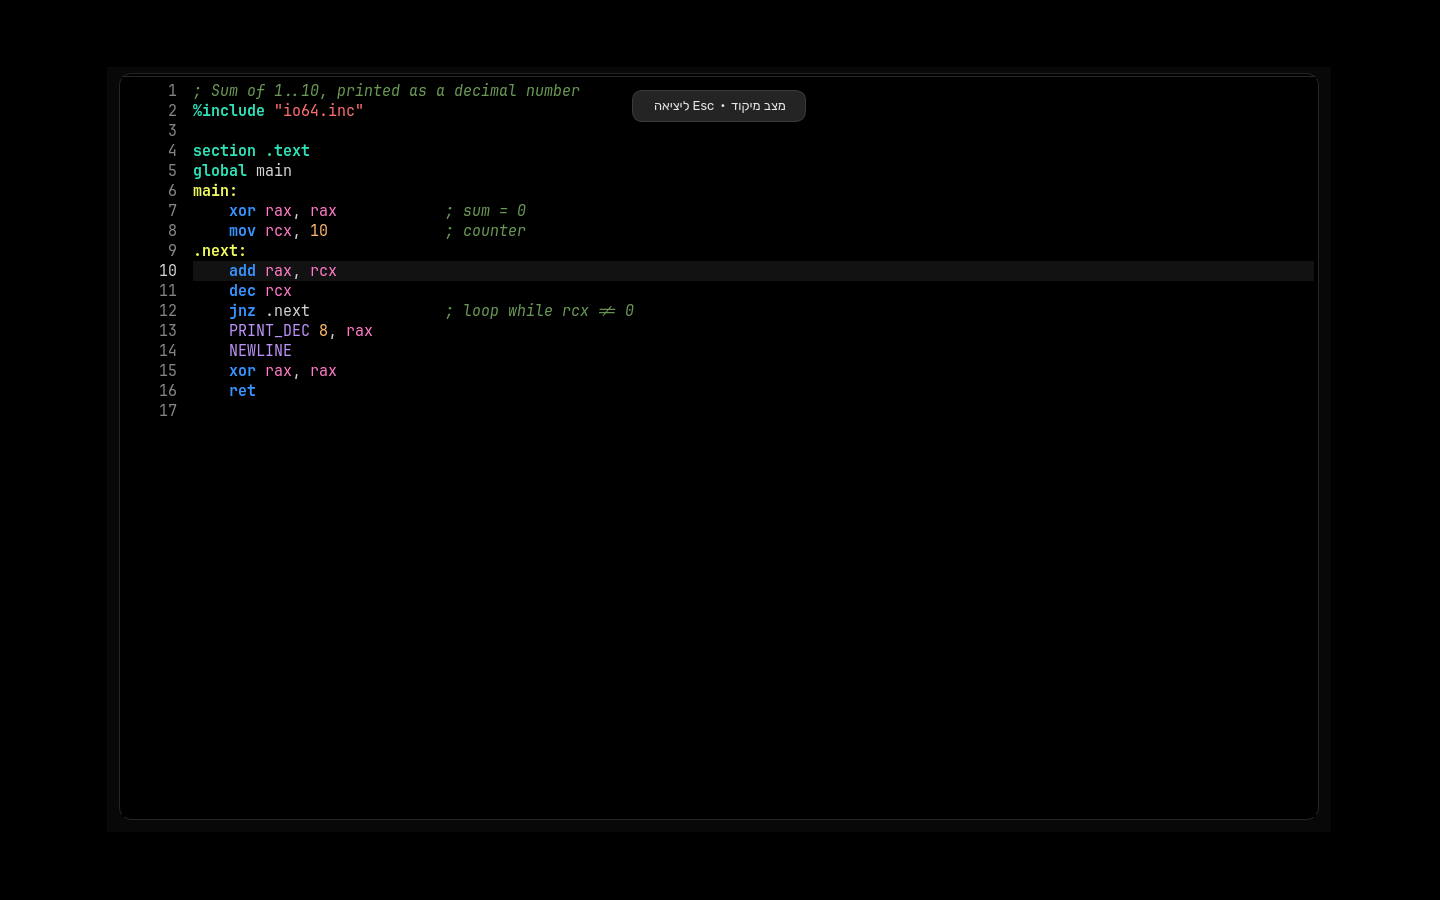 מצב מיקוד • Esc ליציאה
1 ; Sum of 1..10, printed as a decimal number
2 %include "io64.inc"
3
4 section .text
5 global main
6 main:
7     xor rax, rax            ; sum = 0
8     mov rcx, 10             ; counter
9 .next:
10     add rax, rcx
11     dec rcx
12     jnz .next               ; loop while rcx != 0
13     PRINT_DEC 8, rax
14     NEWLINE
15     xor rax, rax
16     ret
17